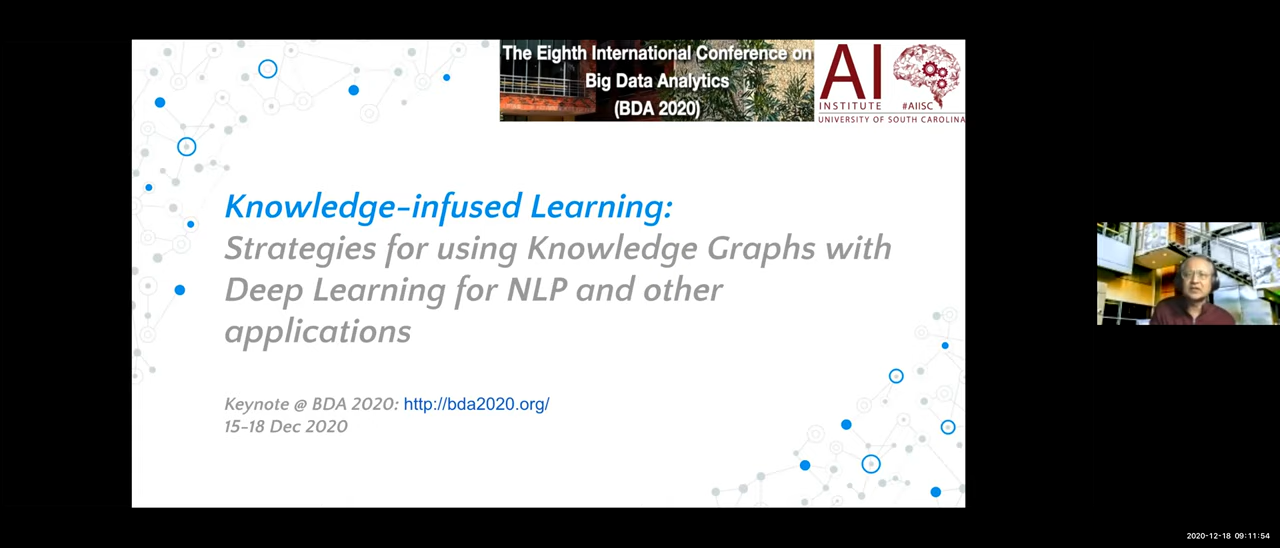 The Eighth International Conference on
Big Data Analytics
(BDA 2020)
AI
INSTITUTE #AIISC
UNIVERSITY OF SOUTH CAROLINA
Knowledge-infused Learning:
Strategies for using Knowledge Graphs with
Deep Learning for NLP and other
applications
Keynote @ BDA 2020: http://bda2020.org/
15-18 Dec 2020
2020-12-18 09:11:54